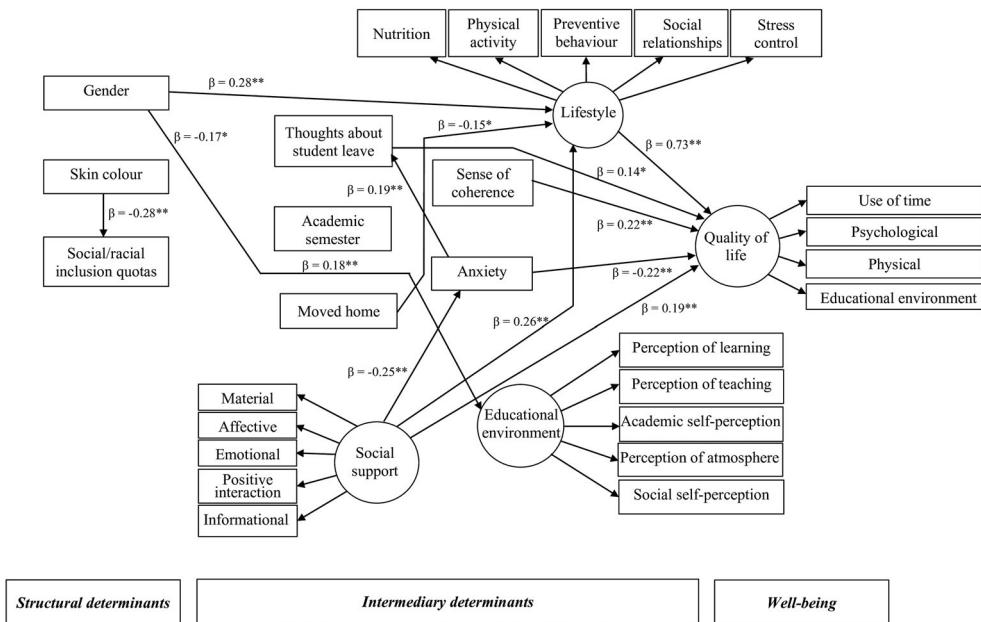 Nutrition
Physical
activity
Preventive
behaviour
Social
relationships
Stress
control
Gender
β = 0.28**
Lifestyle
β = -0.17*
β = -0.15*
Thoughts about
student leave
β = 0.73**
Skin colour
Sense of
coherence
β = 0.14*
β = 0.19**
β = -0.28**
Academic
semester
β = 0.22**
Use of time
Psychological
Physical
Educational environment
Quality of
life
Social/racial
inclusion quotas
β = 0.18**
Anxiety
β = -0.22**
Moved home
β = 0.19**
β = 0.26**
β = -0.25**
Perception of learning
Perception of teaching
Academic self-perception
Perception of atmosphere
Social self-perception
Educational
environment
Material
Affective
Emotional
Positive
interaction
Informational
Social
support
Structural determinants
Intermediary determinants
Well-being